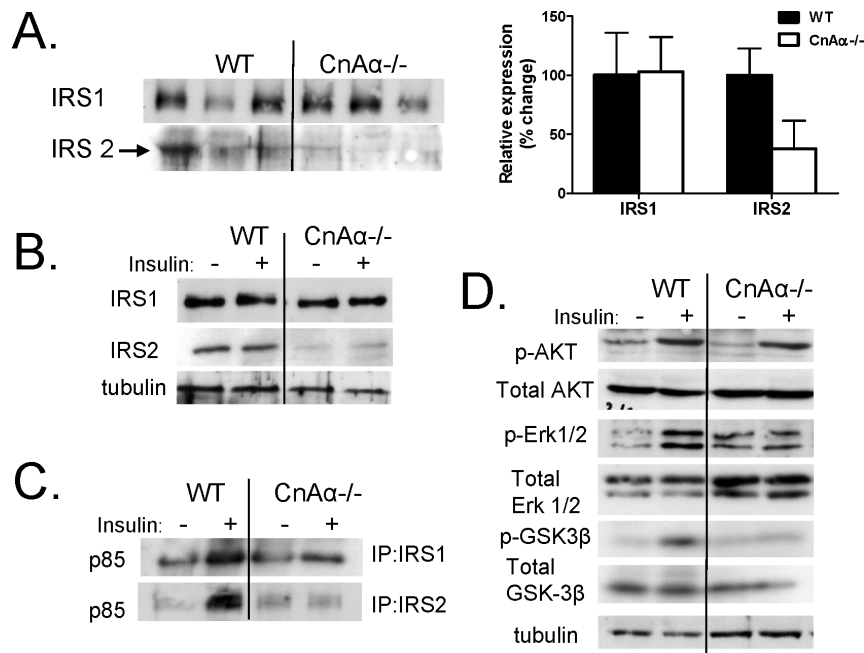 A.
WT CnAα-/-
IRS1
IRS 2
Relative expression
(% change)
150
100
50
0
IRS1 IRS2
WT
CnAα-/-
B.
WT CnAα-/-
Insulin: - + - +
IRS1
IRS2
tubulin
C.
WT CnAα-/-
Insulin: - + - +
p85 IP:IRS1
p85 IP:IRS2
D.
WT CnAα-/-
Insulin: - + - +
p-AKT
Total AKT
p-Erk1/2
Total
Erk 1/2
p-GSK3β
Total
GSK-3β
tubulin